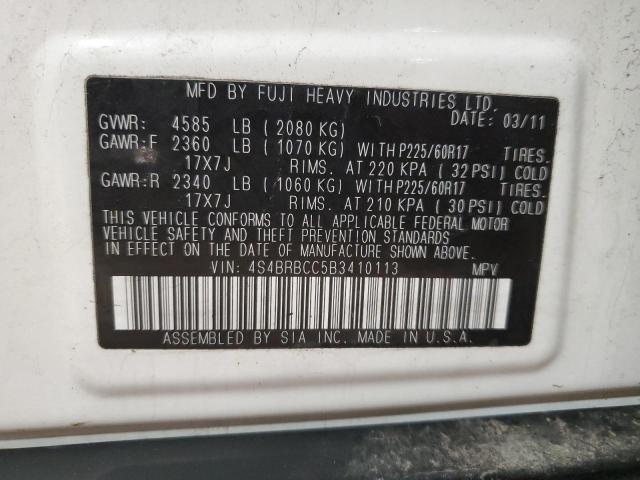 MFD BY FUJI HEAVY INDUSTRIES LTD.
DATE: 03/11
GVWR: 4585 LB (2080 KG)
GAWR:F 2360 LB (1070 KG) WITH P225/60R17 TIRES.
17X7J RIMS. AT 220 KPA (32 PSI) COLD
GAWR:R 2340 LB (1060 KG) WITH P225/60R17 TIRES.
17X7J RIMS. AT 210 KPA (30 PSI) COLD
THIS VEHICLE CONFORMS TO ALL APPLICABLE FEDERAL MOTOR
VEHICLE SAFETY AND THEFT PREVENTION STANDARDS
IN EFFECT ON THE DATE OF MANUFACTURE SHOWN ABOVE.
VIN: 4S4BRBCC5B3410113 MPV
ASSEMBLED BY SIA INC. MADE IN U.S.A.